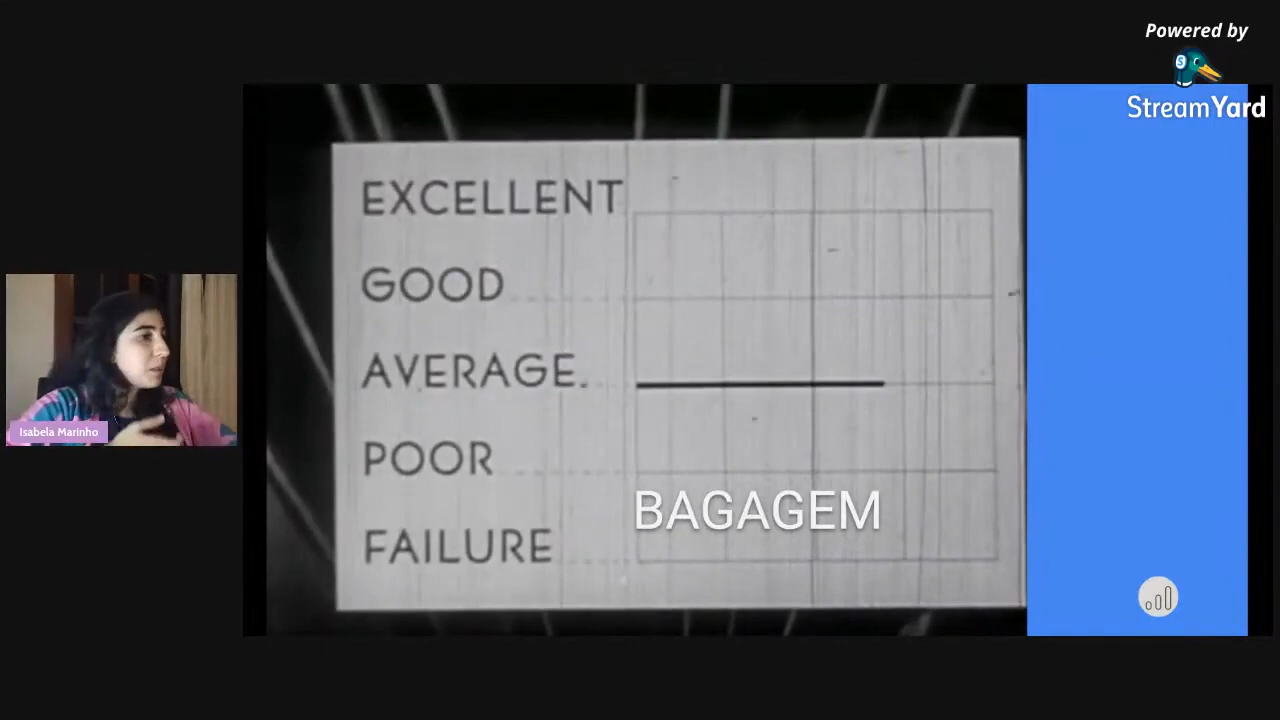 Powered by
StreamYard
EXCELLENT
GOOD
AVERAGE.
POOR
BAGAGEM
FAILURE
Isabela Marinho